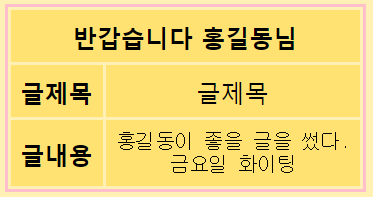 반갑습니다 홍길동님
글제목 글제목
글내용 홍길동이 좋을 글을 썼다.
금요일 화이팅